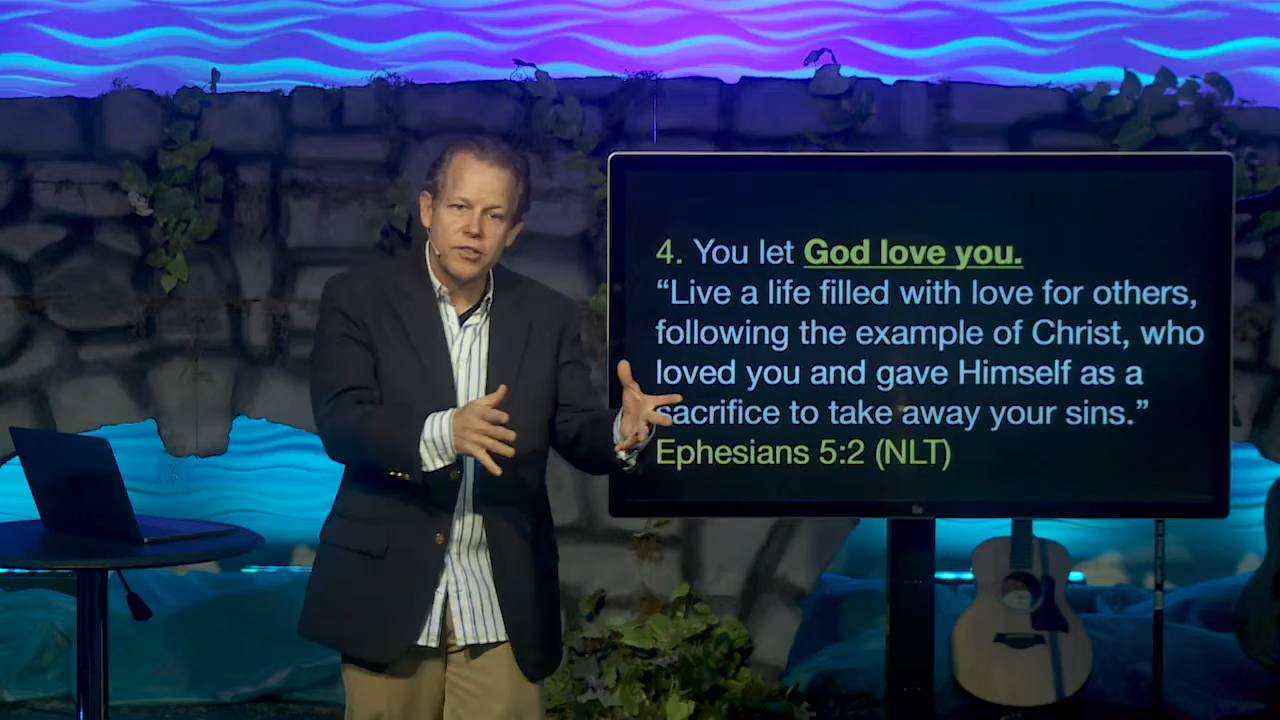 4. You let God love you.
“Live a life filled with love for others,
following the example of Christ, who
loved you and gave Himself as a
sacrifice to take away your sins.”
Ephesians 5:2 (NLT)